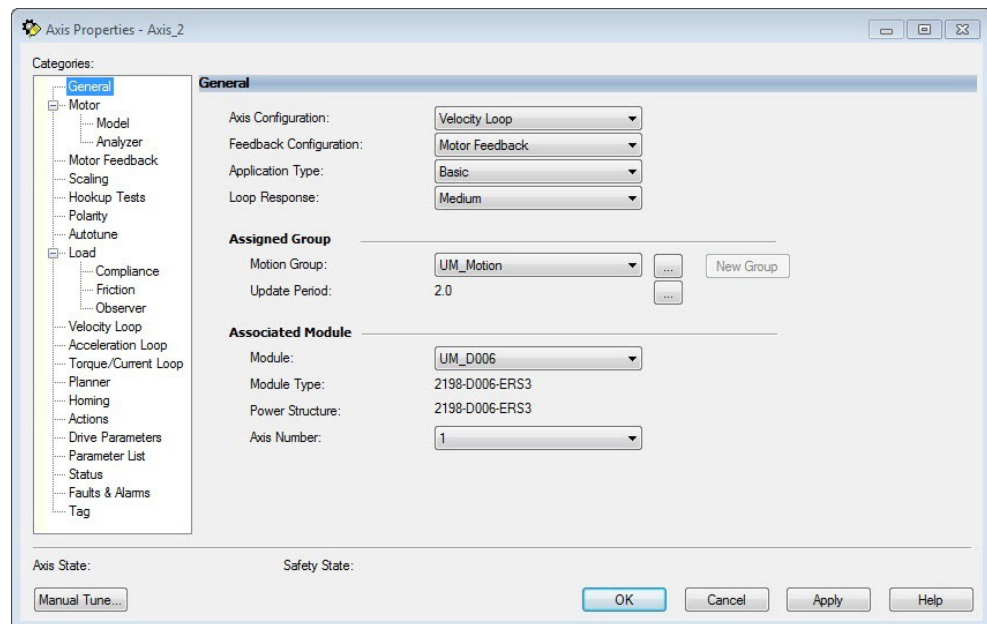 Axis Properties - Axis_2
Categories:
General
Motor
Model
Analyzer
Motor Feedback
Scaling
Hookup Tests
Polarity
Autotune
Load
Compliance
Friction
Observer
Velocity Loop
Acceleration Loop
Torque/Current Loop
Planner
Homing
Actions
Drive Parameters
Parameter List
Status
Faults & Alarms
Tag
General
Axis Configuration: Velocity Loop
Feedback Configuration: Motor Feedback
Application Type: Basic
Loop Response: Medium
Assigned Group
Motion Group: UM_Motion ... New Group
Update Period: 2.0 ...
Associated Module
Module: UM_D006
Module Type: 2198-D006-ERS3
Power Structure: 2198-D006-ERS3
Axis Number: 1
Axis State: Safety State:
Manual Tune... OK Cancel Apply Help